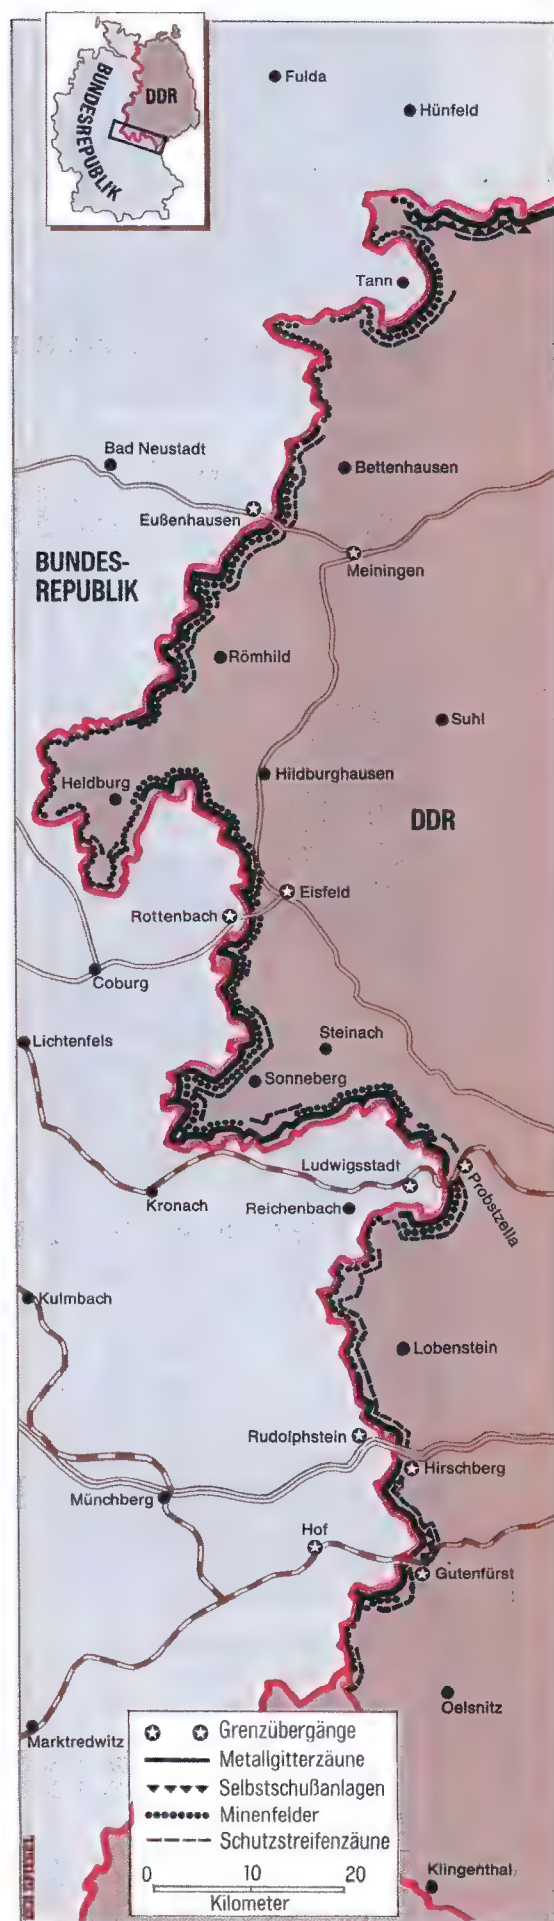 BUNDESREPUBLIK
DDR
Fulda
Hünfeld
Tann
Bad Neustadt
Bettenhausen
Eußenhausen
Meiningen
BUNDES-
REPUBLIK
Römhild
Suhl
Hildburghausen
Heldburg
DDR
Eisfeld
Rottenbach
Coburg
Lichtenfels
Steinach
Sonneberg
Ludwigsstadt
Probstzella
Kronach
Reichenbach
Kulmbach
Lobenstein
Rudolphstein
Hirschberg
Münchberg
Hof
Gutenfürst
Oelsnitz
Marktredwitz
Grenzübergänge
Metallgitterzäune
Selbstschußanlagen
Minenfelder
Schutzstreifenzäune
0 10 20
Kilometer
Klingenthal